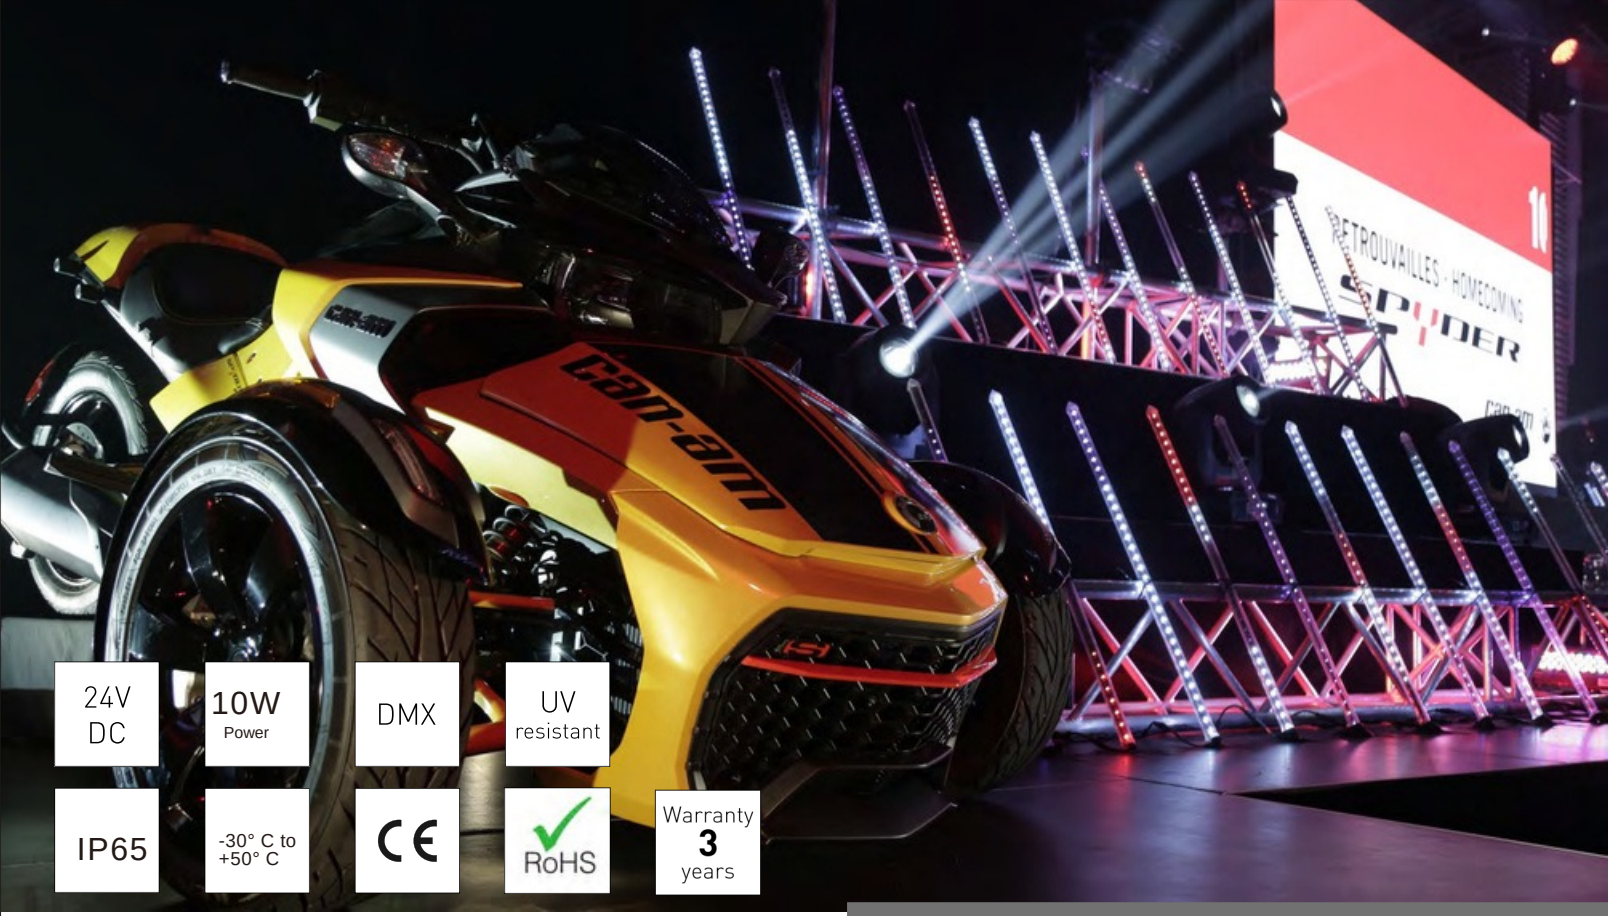 10
RETROUVAILLES - HOMECOMING
SPYDER
can-am
can-am
can-am
24V
DC
10W
Power
DMX
UV
resistant
IP65
-30° C to
+50° C
CE
RoHS
Warranty
3
years